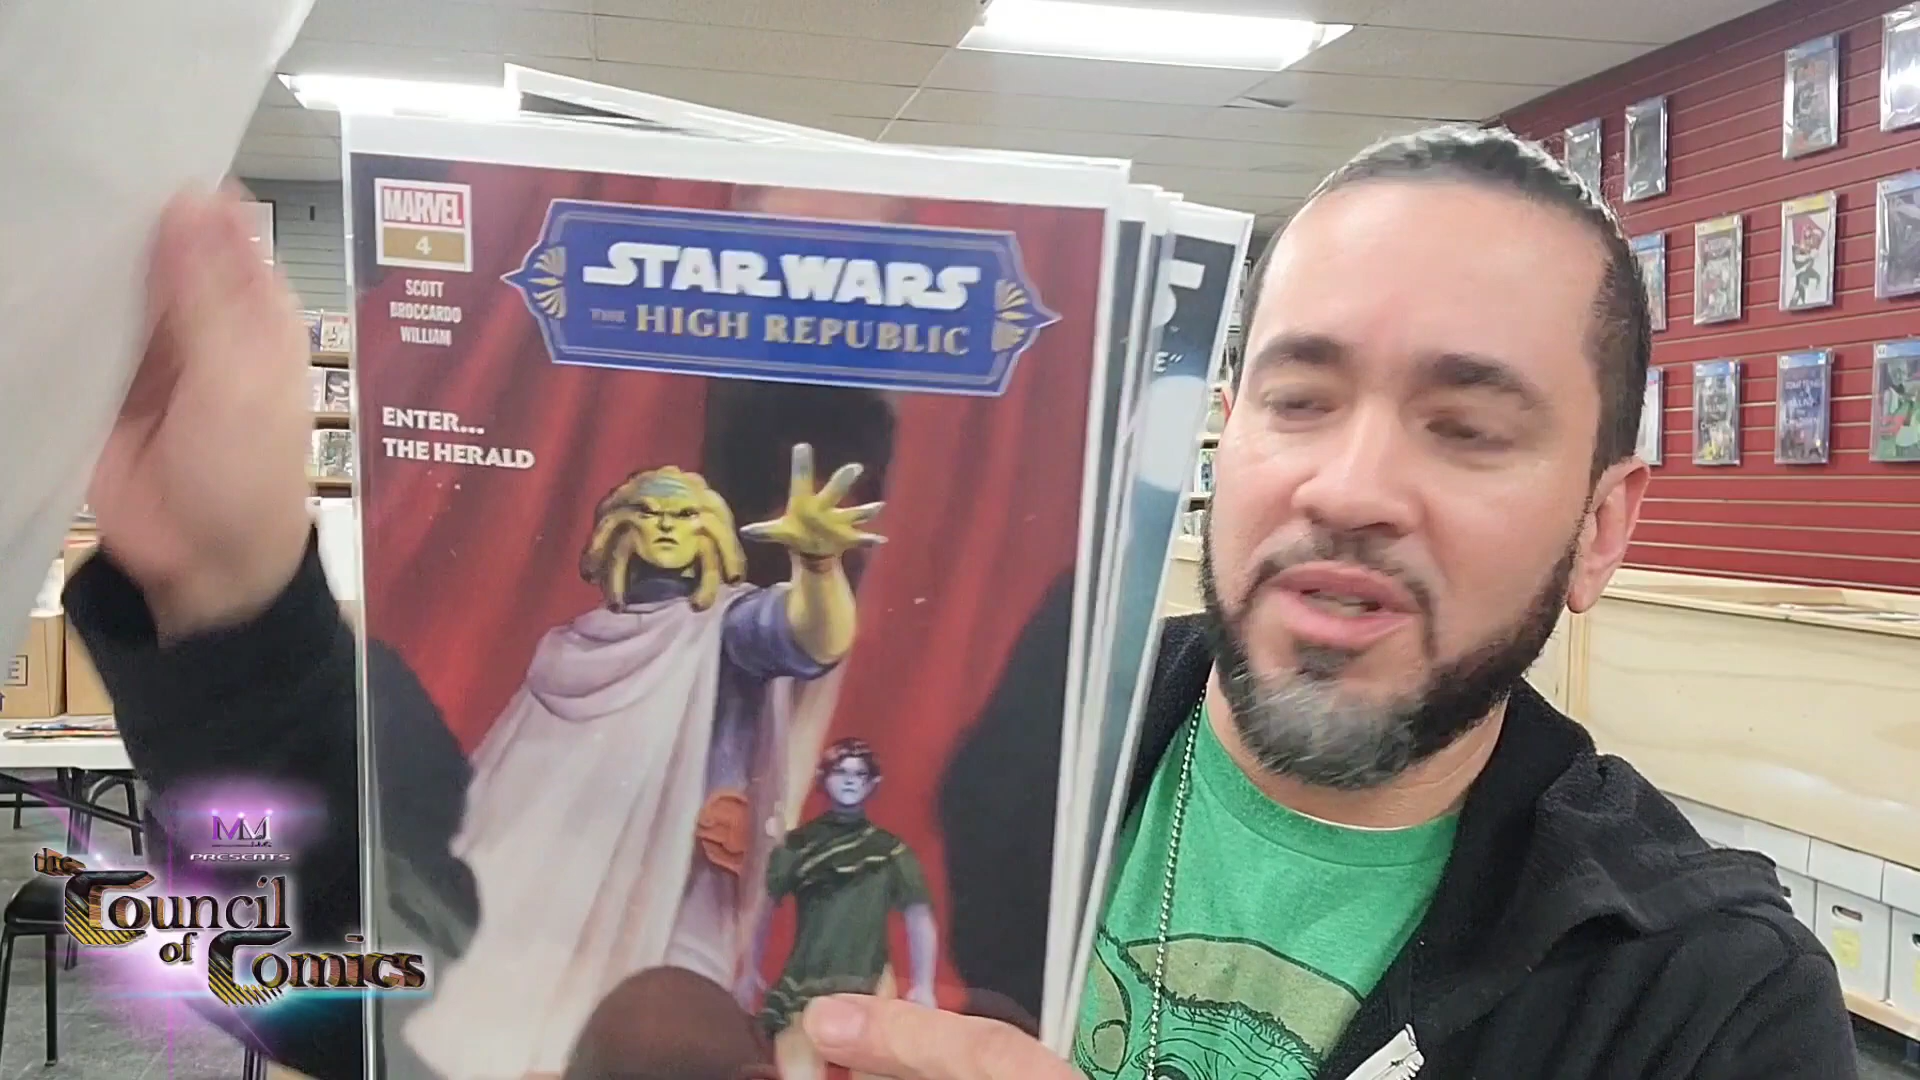 MARVEL
4
SCOTT
BROCCARDO
WILLIAM
STAR WARS
THE HIGH REPUBLIC
ENTER...
THE HERALD
E"
MM
PRESENTS
the
Council
of
Comics